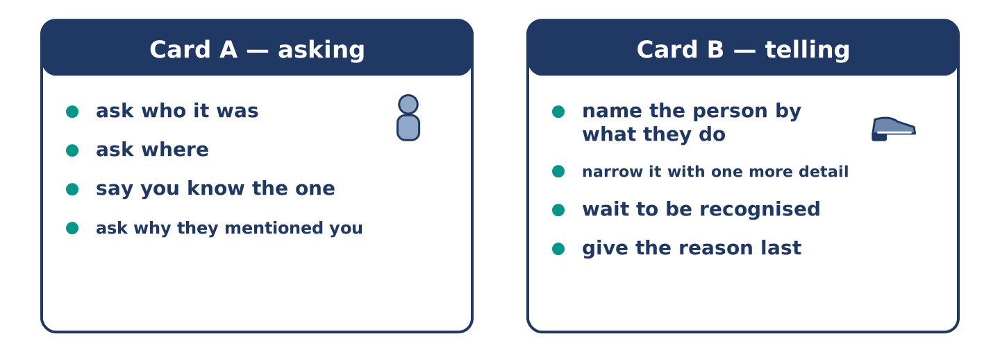 Card A — asking
ask who it was
ask where
say you know the one
ask why they mentioned you
Card B — telling
name the person by
what they do
narrow it with one more detail
wait to be recognised
give the reason last